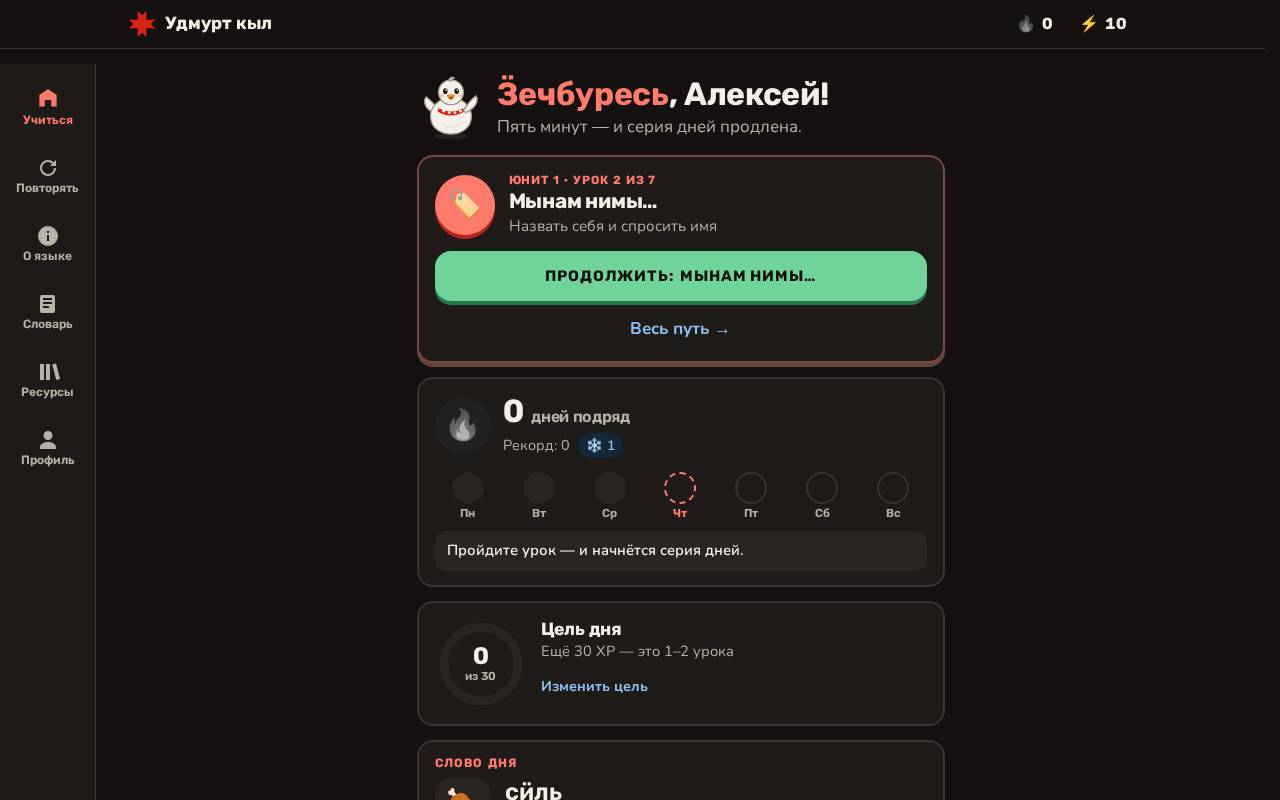 Удмурт кыл
0
10
Учиться
Повторять
О языке
Словарь
Ресурсы
Профиль
Ӟечбуресь, Алексей!
Пять минут — и серия дней продлена.
ЮНИТ 1 • УРОК 2 ИЗ 7
Мынам нимы…
Назвать себя и спросить имя
ПРОДОЛЖИТЬ: МЫНАМ НИМЫ…
Весь путь →
0 дней подряд
Рекорд: 0
1
Пн
Вт
Ср
Чт
Пт
Сб
Вс
Пройдите урок — и начнётся серия дней.
0
из 30
Цель дня
Ещё 30 XP — это 1–2 урока
Изменить цель
СЛОВО ДНЯ
сӥль